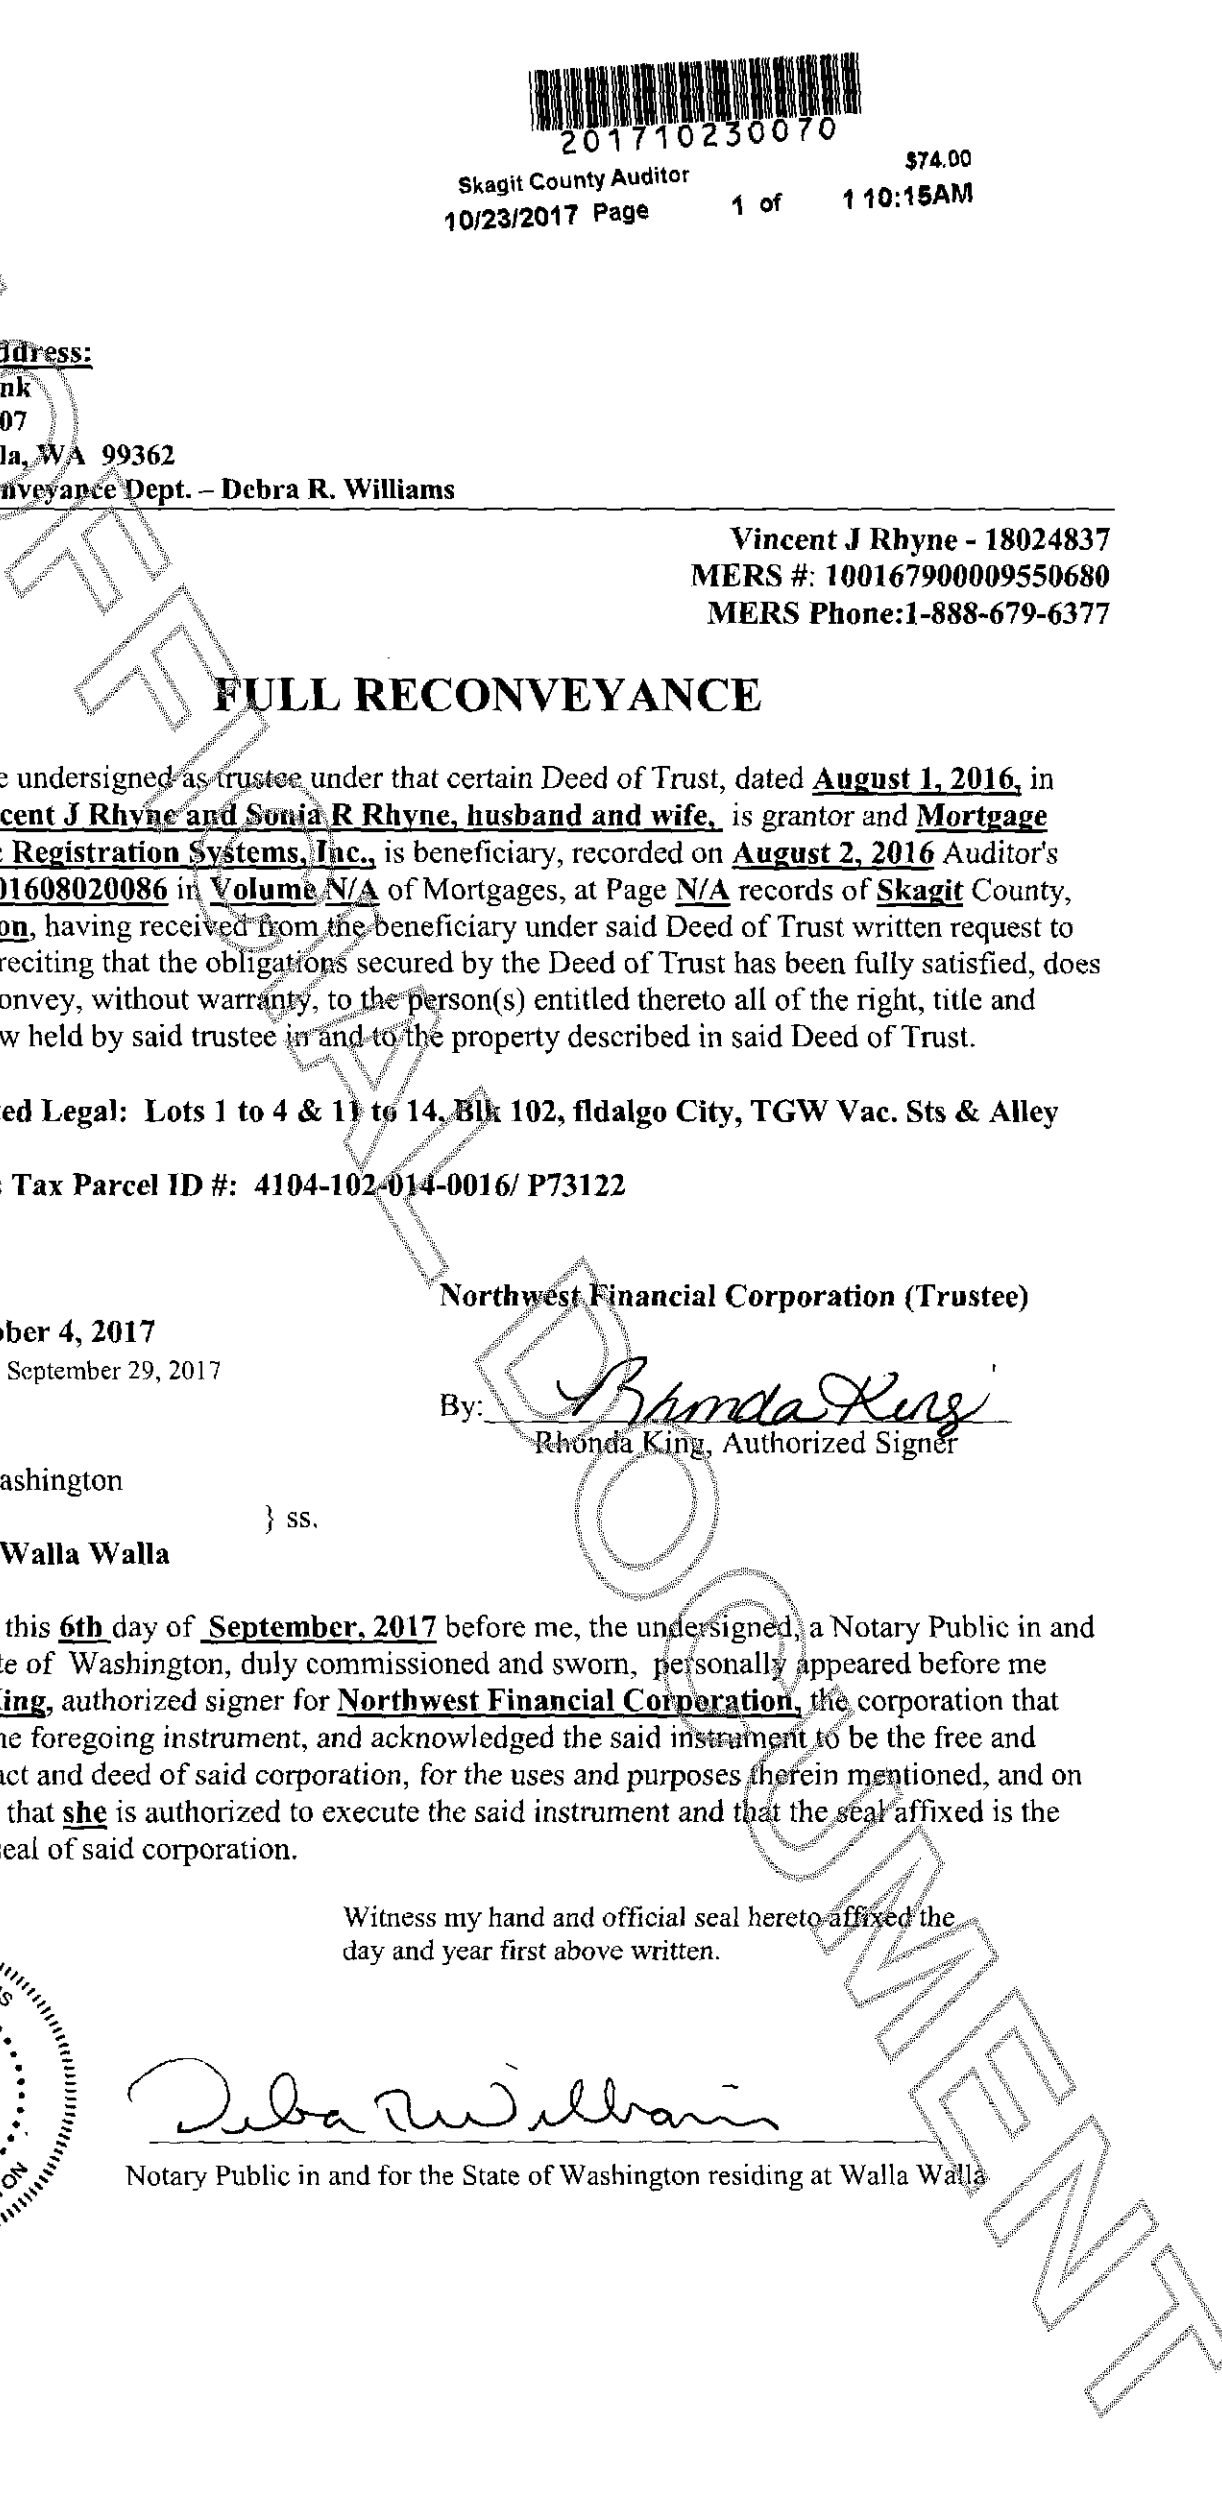 201710230070
Skagit County Auditor $74.00
10/23/2017 Page 1 of 1 10:15AM
ddress:
nk
07
la, WA 99362
nveyance Dept. – Debra R. Williams
Vincent J Rhyne - 18024837
MERS #: 100167900009550680
MERS Phone:1-888-679-6377
FULL RECONVEYANCE
e undersigned as trustee under that certain Deed of Trust, dated August 1, 2016, in
cent J Rhyne and Sonia R Rhyne, husband and wife, is grantor and Mortgage
c Registration Systems, Inc., is beneficiary, recorded on August 2, 2016 Auditor's
01608020086 in Volume N/A of Mortgages, at Page N/A records of Skagit County,
on, having received from the beneficiary under said Deed of Trust written request to
reciting that the obligations secured by the Deed of Trust has been fully satisfied, does
onvey, without warranty, to the person(s) entitled thereto all of the right, title and
w held by said trustee in and to the property described in said Deed of Trust.
ted Legal: Lots 1 to 4 & 11 to 14, Blk 102, fldalgo City, TGW Vac. Sts & Alley
s Tax Parcel ID #: 4104-102-014-0016/ P73122
Northwest Financial Corporation (Trustee)
ober 4, 2017
September 29, 2017
By: Rhonda King
Rhonda King, Authorized Signer
ashington
} ss.
Walla Walla
this 6th day of September, 2017 before me, the undersigned, a Notary Public in and
te of Washington, duly commissioned and sworn, personally appeared before me
King, authorized signer for Northwest Financial Corporation, the corporation that
he foregoing instrument, and acknowledged the said instrument to be the free and
act and deed of said corporation, for the uses and purposes therein mentioned, and on
that she is authorized to execute the said instrument and that the seal affixed is the
seal of said corporation.
Witness my hand and official seal hereto affixed the
day and year first above written.
Deba R Williams
Notary Public in and for the State of Washington residing at Walla Walla
OFFICIAL DOCUMENT